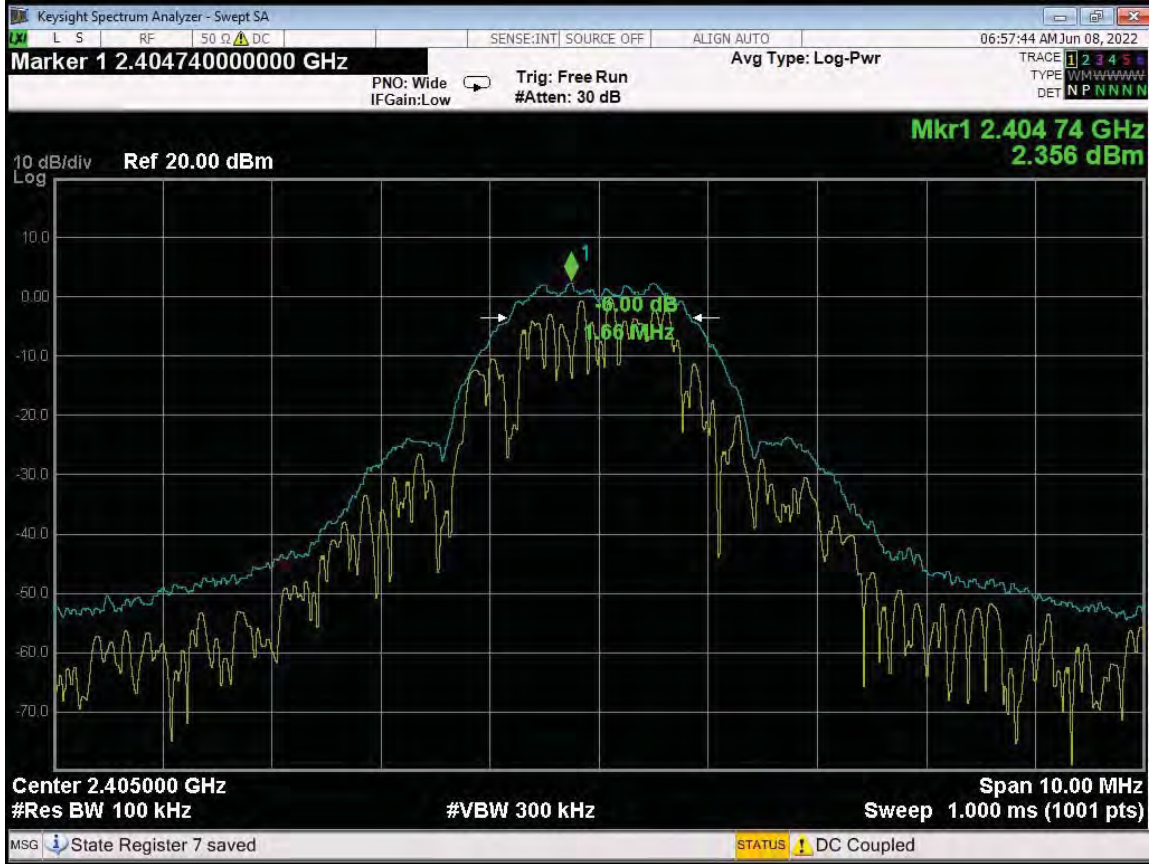 Keysight Spectrum Analyzer - Swept SA
LXI L S RF 50 Ω DC SENSE:INT SOURCE OFF ALIGN AUTO 06:57:44 AM Jun 08, 2022
Marker 1 2.404740000000 GHz
PNO: Wide
IFGain:Low
Trig: Free Run
#Atten: 30 dB
Avg Type: Log-Pwr
TRACE 1 2 3 4 5 6
TYPE WMWWWW
DET N P N N N N
Mkr1 2.404 74 GHz
2.356 dBm
10 dB/div Ref 20.00 dBm
Log
10.0
1
0.00
-6.00 dB
1.66 MHz
-10.0
-20.0
-30.0
-40.0
-50.0
-60.0
-70.0
Center 2.405000 GHz Span 10.00 MHz
#Res BW 100 kHz #VBW 300 kHz Sweep 1.000 ms (1001 pts)
MSG State Register 7 saved STATUS DC Coupled